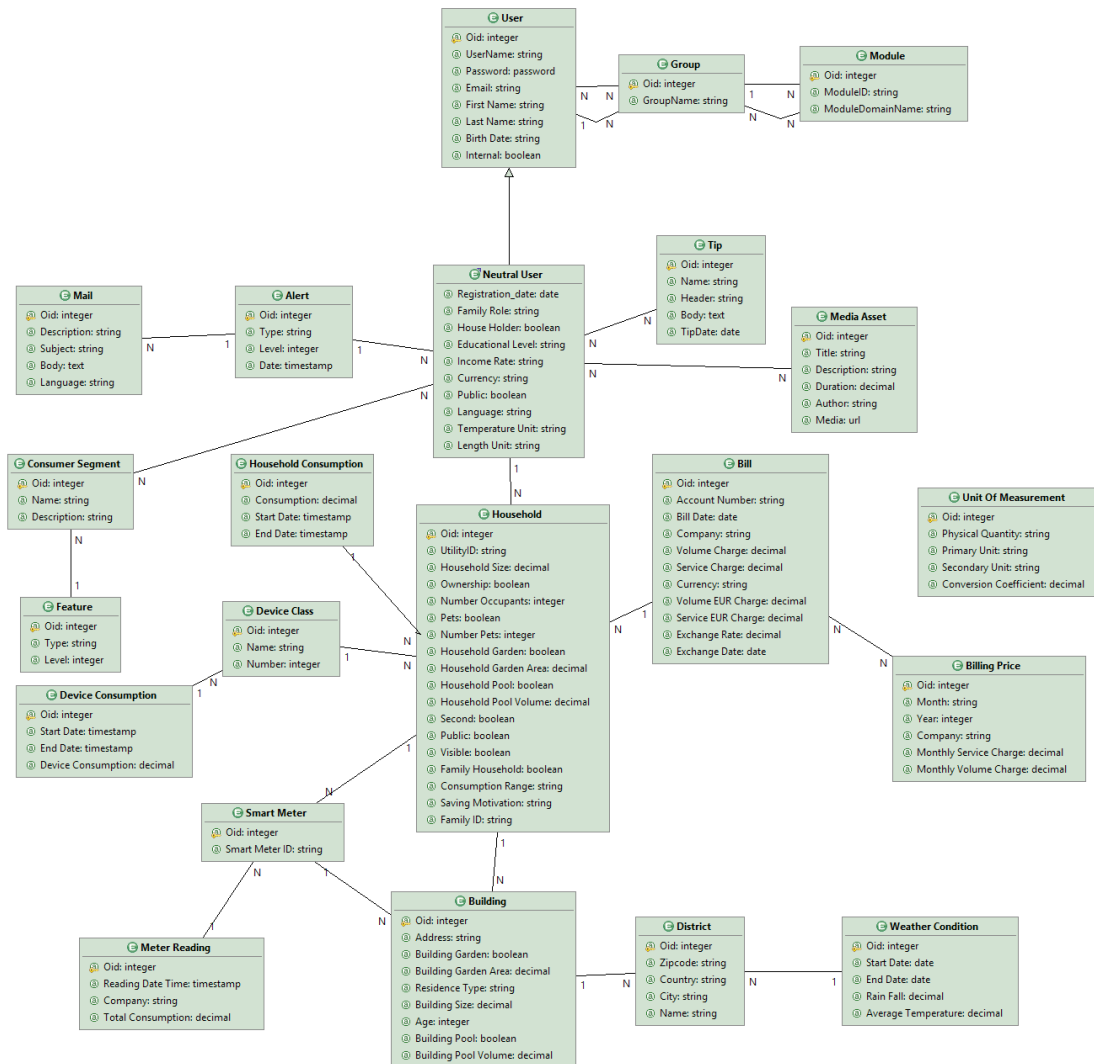 User
Oid: integer
UserName: string
Password: password
Email: string
First Name: string
Last Name: string
Birth Date: string
Internal: boolean
N
N
1
N
Group
Oid: integer
GroupName: string
1
N
N
N
Module
Oid: integer
ModuleID: string
ModuleDomainName: string
Mail
Oid: integer
Description: string
Subject: string
Body: text
Language: string
N
1
Alert
Oid: integer
Type: string
Level: integer
Date: timestamp
1
N
Neutral User
Registration_date: date
Family Role: string
House Holder: boolean
Educational Level: string
Income Rate: string
Currency: string
Public: boolean
Language: string
Temperature Unit: string
Length Unit: string
N
N
Tip
Oid: integer
Name: string
Header: string
Body: text
TipDate: date
N
N
Media Asset
Oid: integer
Title: string
Description: string
Duration: decimal
Author: string
Media: url
N
N
Consumer Segment
Oid: integer
Name: string
Description: string
N
1
Feature
Oid: integer
Type: string
Level: integer
Household Consumption
Oid: integer
Consumption: decimal
Start Date: timestamp
End Date: timestamp
1
N
Device Class
Oid: integer
Name: string
Number: integer
1
N
N
1
Device Consumption
Oid: integer
Start Date: timestamp
End Date: timestamp
Device Consumption: decimal
1
N
Household
Oid: integer
UtilityID: string
Household Size: decimal
Ownership: boolean
Number Occupants: integer
Pets: boolean
Number Pets: integer
Household Garden: boolean
Household Garden Area: decimal
Household Pool: boolean
Household Pool Volume: decimal
Second: boolean
Public: boolean
Visible: boolean
Family Household: boolean
Consumption Range: string
Saving Motivation: string
Family ID: string
N
1
Bill
Oid: integer
Account Number: string
Bill Date: date
Company: string
Volume Charge: decimal
Service Charge: decimal
Currency: string
Volume EUR Charge: decimal
Service EUR Charge: decimal
Exchange Rate: decimal
Exchange Date: date
Unit Of Measurement
Oid: integer
Physical Quantity: string
Primary Unit: string
Secondary Unit: string
Conversion Coefficient: decimal
N
N
Billing Price
Oid: integer
Month: string
Year: integer
Company: string
Monthly Service Charge: decimal
Monthly Volume Charge: decimal
1
N
Smart Meter
Oid: integer
Smart Meter ID: string
N
1
1
N
Meter Reading
Oid: integer
Reading Date Time: timestamp
Company: string
Total Consumption: decimal
1
N
Building
Oid: integer
Address: string
Building Garden: boolean
Building Garden Area: decimal
Residence Type: string
Building Size: decimal
Age: integer
Building Pool: boolean
Building Pool Volume: decimal
1
N
District
Oid: integer
Zipcode: string
Country: string
City: string
Name: string
N
1
Weather Condition
Oid: integer
Start Date: date
End Date: date
Rain Fall: decimal
Average Temperature: decimal